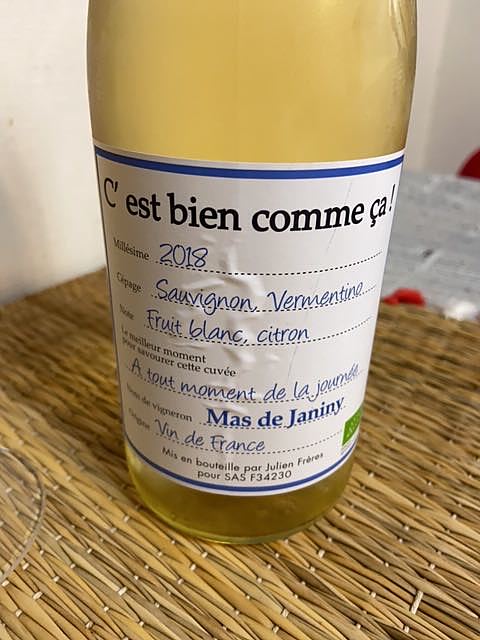 C' est bien comme ça !
Millésime 2018
Cépage Sauvignon, Vermentino
Note Fruit blanc, citron
Le meilleur moment
pour savourer cette cuvée
A tout moment de la journée
Nom de vigneron Mas de Janiny
Origine Vin de France
Mis en bouteille par Julien Frères
pour SAS F34230